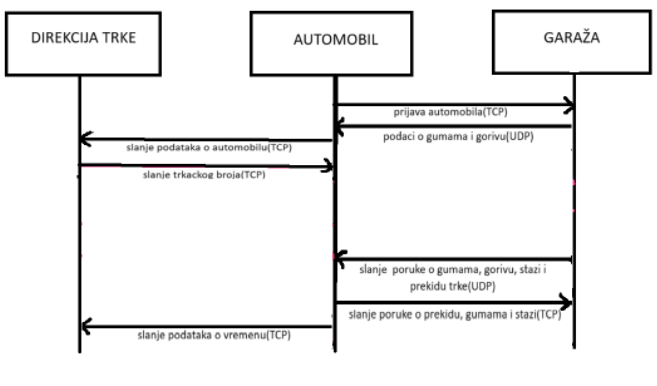 DIREKCIJA TRKE
AUTOMOBIL
GARAŽA
prijava automobila(TCP)
podaci o gumama i gorivu(UDP)
slanje podataka o automobilu(TCP)
slanje trkackog broja(TCP)
slanje poruke o gumama, gorivu, stazi i
prekidu trke(UDP)
slanje poruke o prekidu, gumama i stazi(TCP)
slanje podataka o vremenu(TCP)